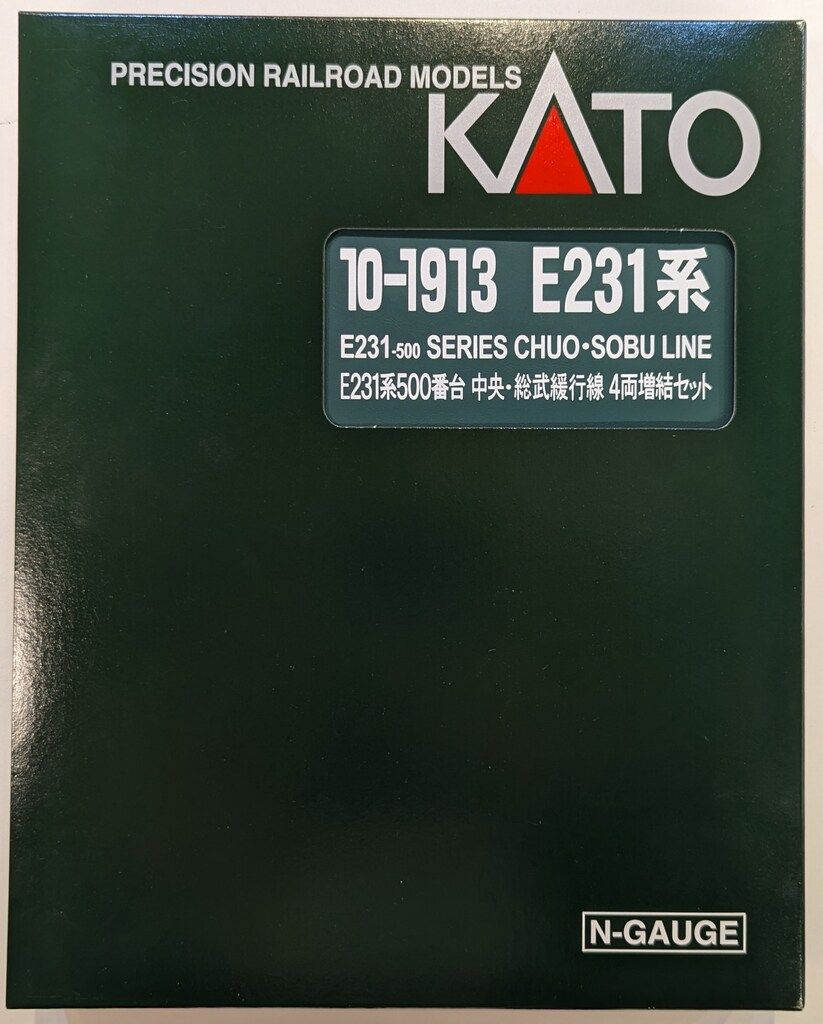 PRECISION RAILROAD MODELS
KATO
10-1913 E231系
E231-500 SERIES CHUO・SOBU LINE
E231系500番台 中央・総武緩行線 4両増結セット
N-GAUGE